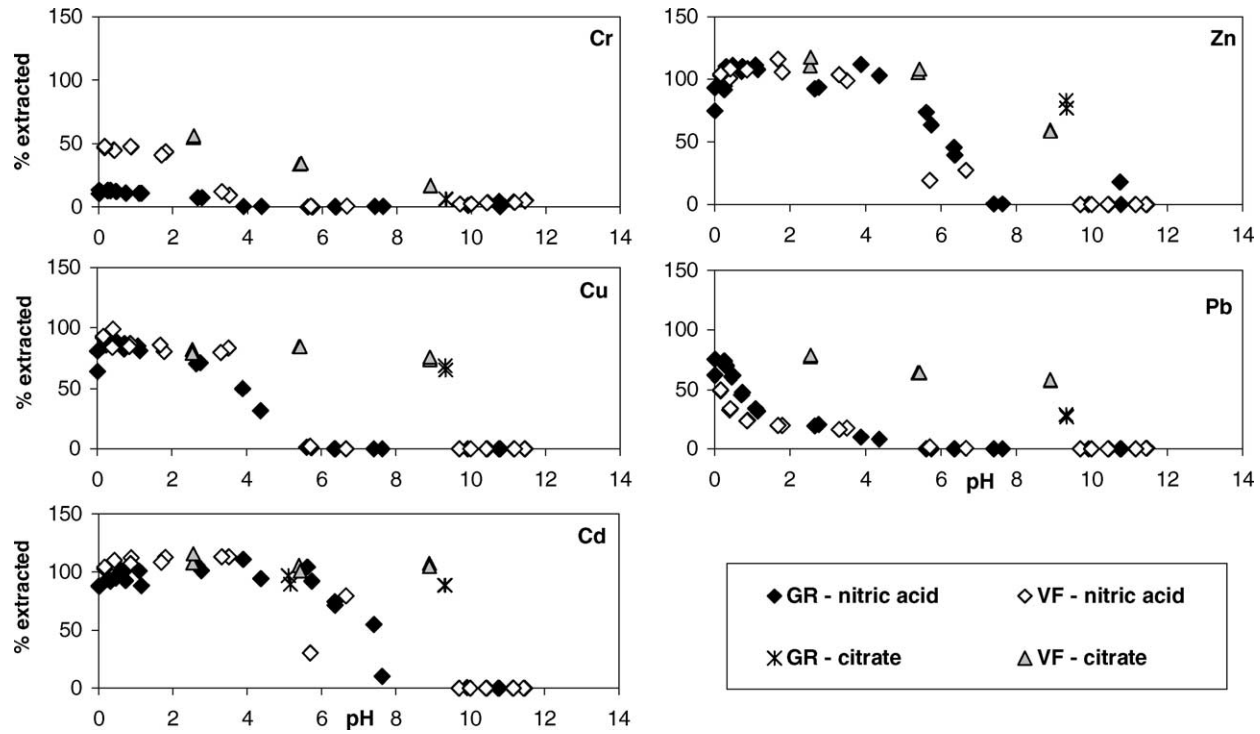 Cr
% extracted
150
100
50
0
0 2 4 6 8 10 12 14
Zn
150
100
50
0
0 2 4 6 8 10 12 14
Cu
% extracted
150
100
50
0
0 2 4 6 8 10 12 14
Pb
150
100
50
0
0 2 4 6 8 10 12 14
pH
Cd
% extracted
150
100
50
0
0 2 4 6 8 10 12 14
pH
GR - nitric acid
VF - nitric acid
GR - citrate
VF - citrate